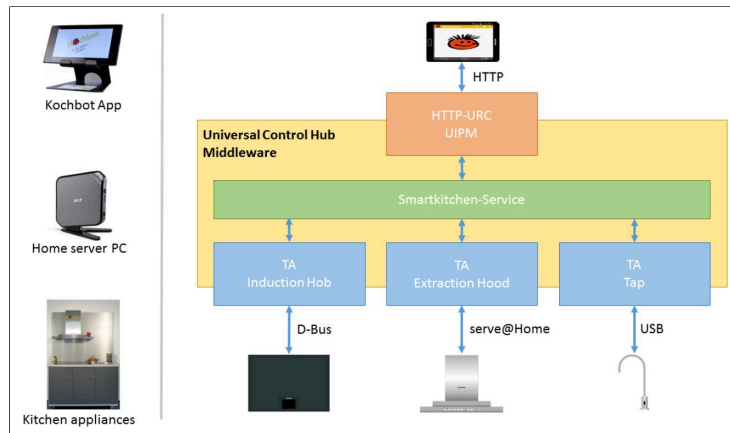 Kochbot App
Home server PC
Kitchen appliances
HTTP
HTTP-URC
UIPM
Universal Control Hub
Middleware
Smartkitchen-Service
TA
Induction Hob
TA
Extraction Hood
TA
Tap
D-Bus
serve@Home
USB